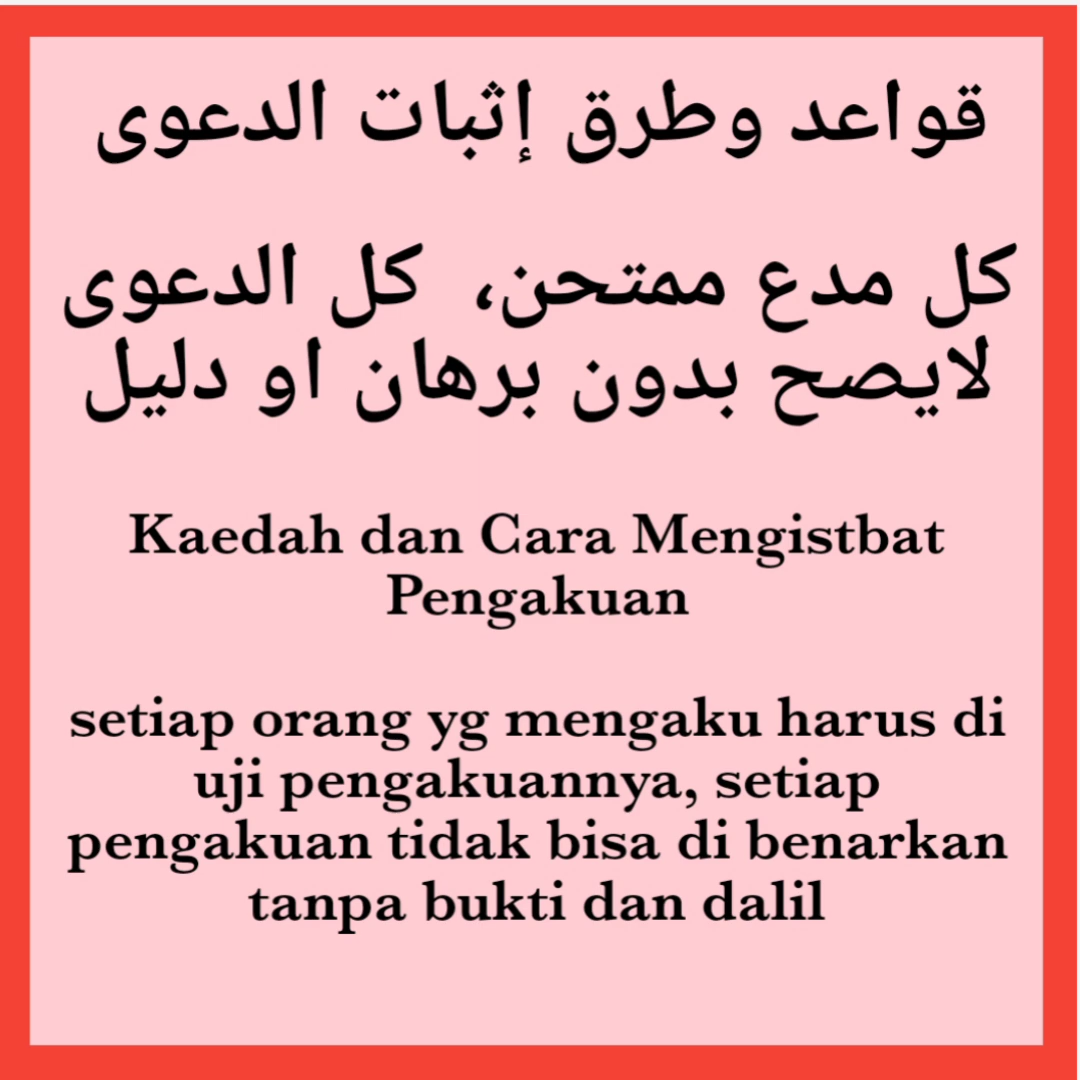 قواعد وطرق إثبات الدعوى
كل مدع ممتحن، كل الدعوى
لايصح بدون برهان او دليل
Kaedah dan Cara Mengistbat
Pengakuan
setiap orang yg mengaku harus di
uji pengakuannya, setiap
pengakuan tidak bisa di benarkan
tanpa bukti dan dalil